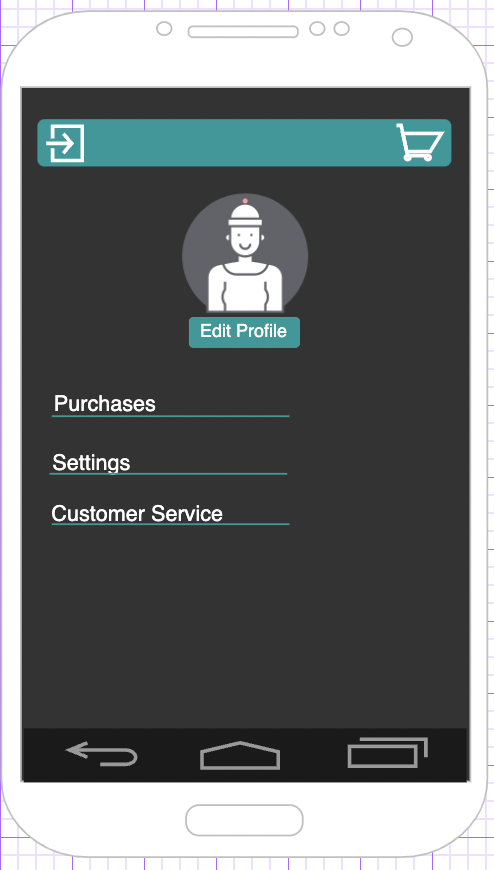 Edit Profile
Purchases
Settings
Customer Service